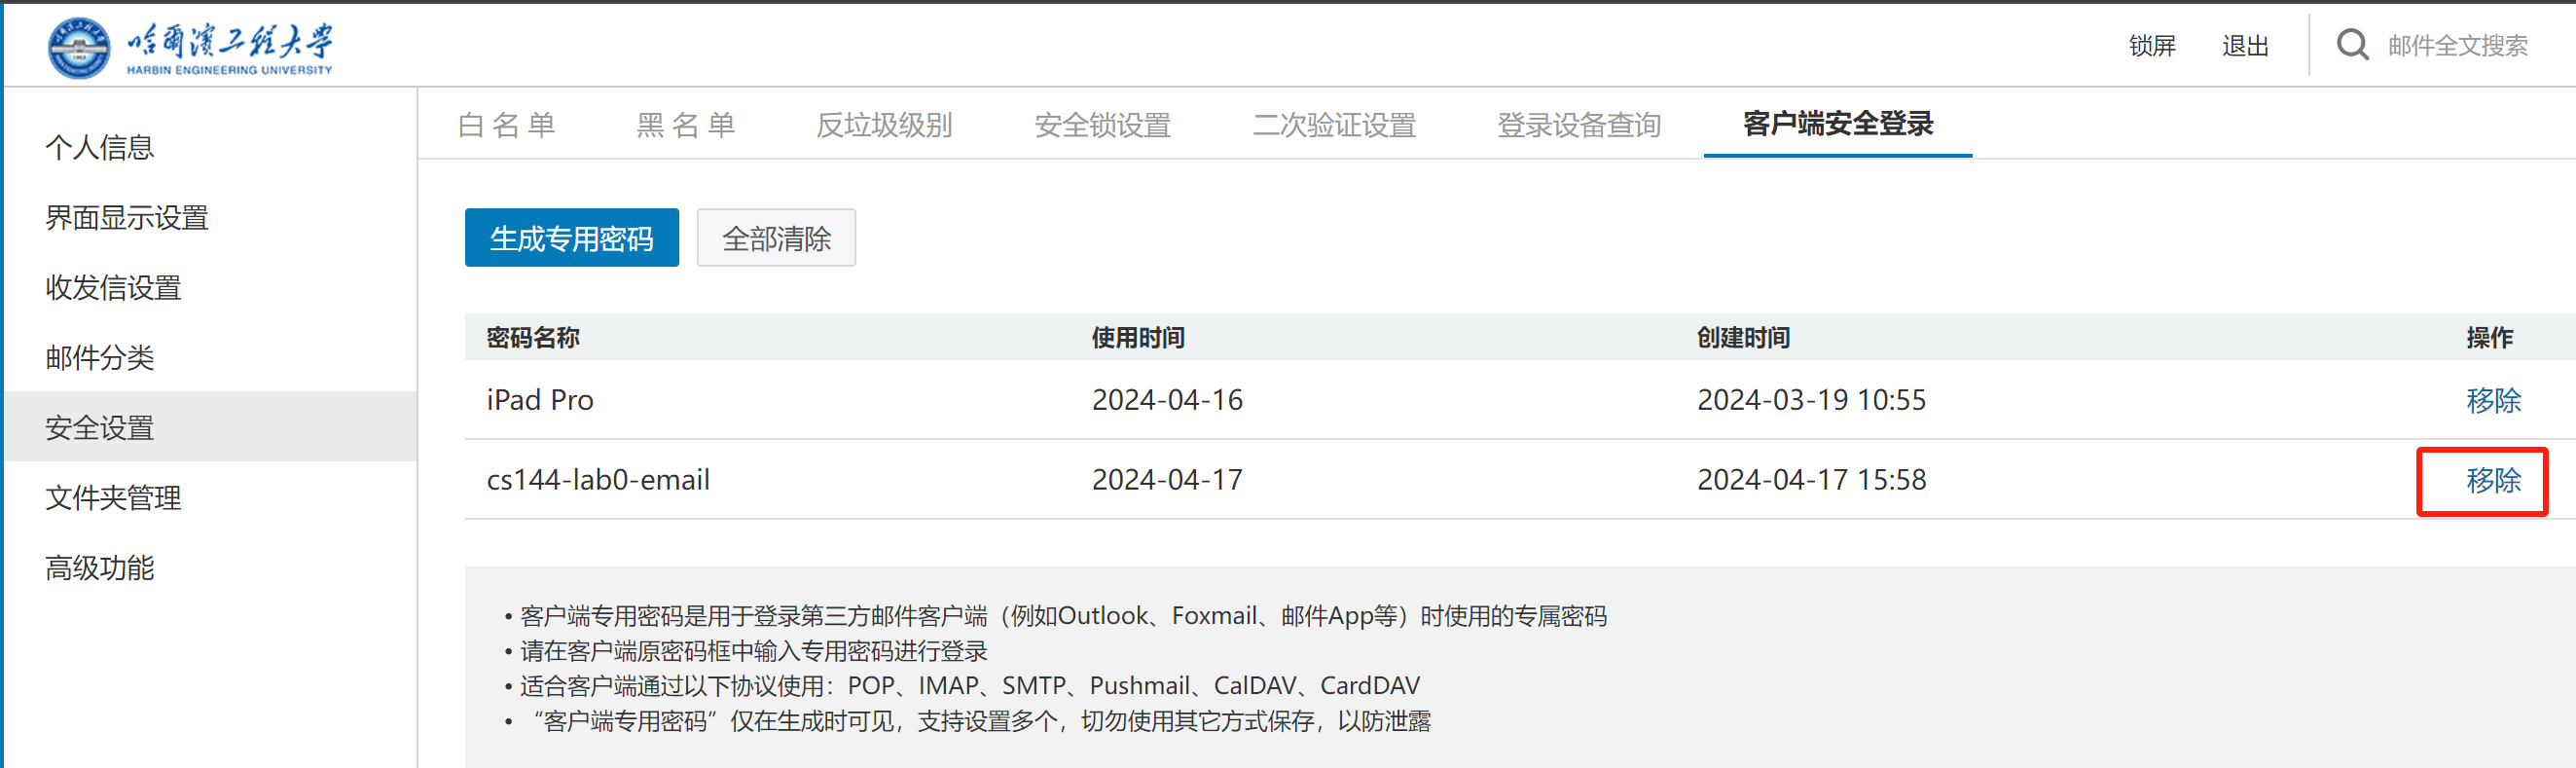 哈尔滨工程大学
HARBIN ENGINEERING UNIVERSITY
锁屏 退出 邮件全文搜索
个人信息
界面显示设置
收发信设置
邮件分类
安全设置
文件夹管理
高级功能
白 名 单 黑 名 单 反垃圾级别 安全锁设置 二次验证设置 登录设备查询 客户端安全登录
生成专用密码 全部清除
密码名称 使用时间 创建时间 操作
iPad Pro 2024-04-16 2024-03-19 10:55 移除
cs144-lab0-email 2024-04-17 2024-04-17 15:58 移除
• 客户端专用密码是用于登录第三方邮件客户端（例如Outlook、Foxmail、邮件App等）时使用的专属密码
• 请在客户端原密码框中输入专用密码进行登录
• 适合客户端通过以下协议使用：POP、IMAP、SMTP、Pushmail、CalDAV、CardDAV
• “客户端专用密码”仅在生成时可见，支持设置多个，切勿使用其它方式保存，以防泄露